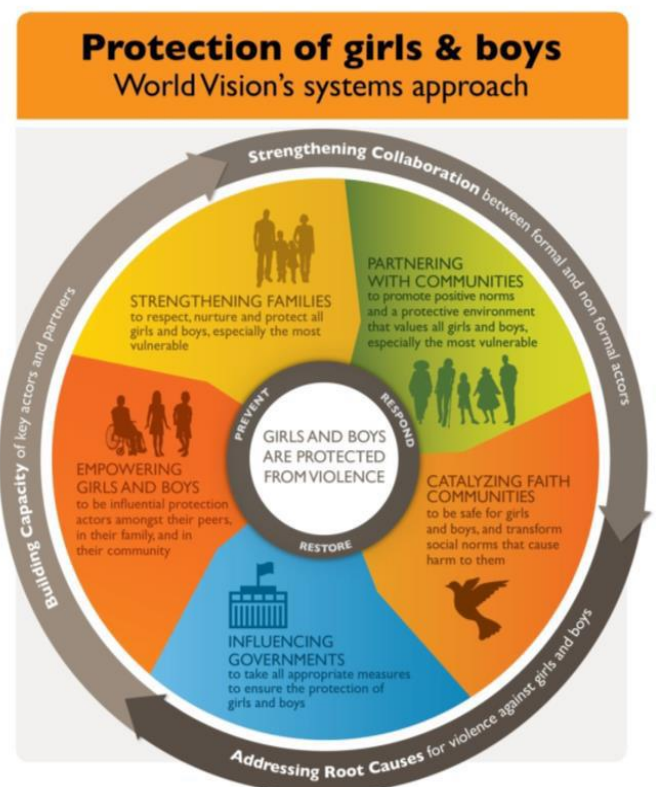 Protection of girls & boys
World Vision's systems approach
Strengthening Collaboration between formal and non formal actors
STRENGTHENING FAMILIES
to respect, nurture and protect all
girls and boys, especially the most
vulnerable
PARTNERING
WITH COMMUNITIES
to promote positive norms
and a protective environment
that values all girls and boys,
especially the most vulnerable
Building Capacity of key actors and partners
EMPOWERING
GIRLS AND BOYS
to be influential protection
actors amongst their peers,
in their family, and in
their community
PREVENT
RESPOND
RESTORE
GIRLS AND BOYS
ARE PROTECTED
FROM VIOLENCE
CATALYZING FAITH
COMMUNITIES
to be safe for girls
and boys, and transform
social norms that cause
harm to them
INFLUENCING
GOVERNMENTS
to take all appropriate measures
to ensure the protection of
girls and boys
Addressing Root Causes for violence against girls and boys